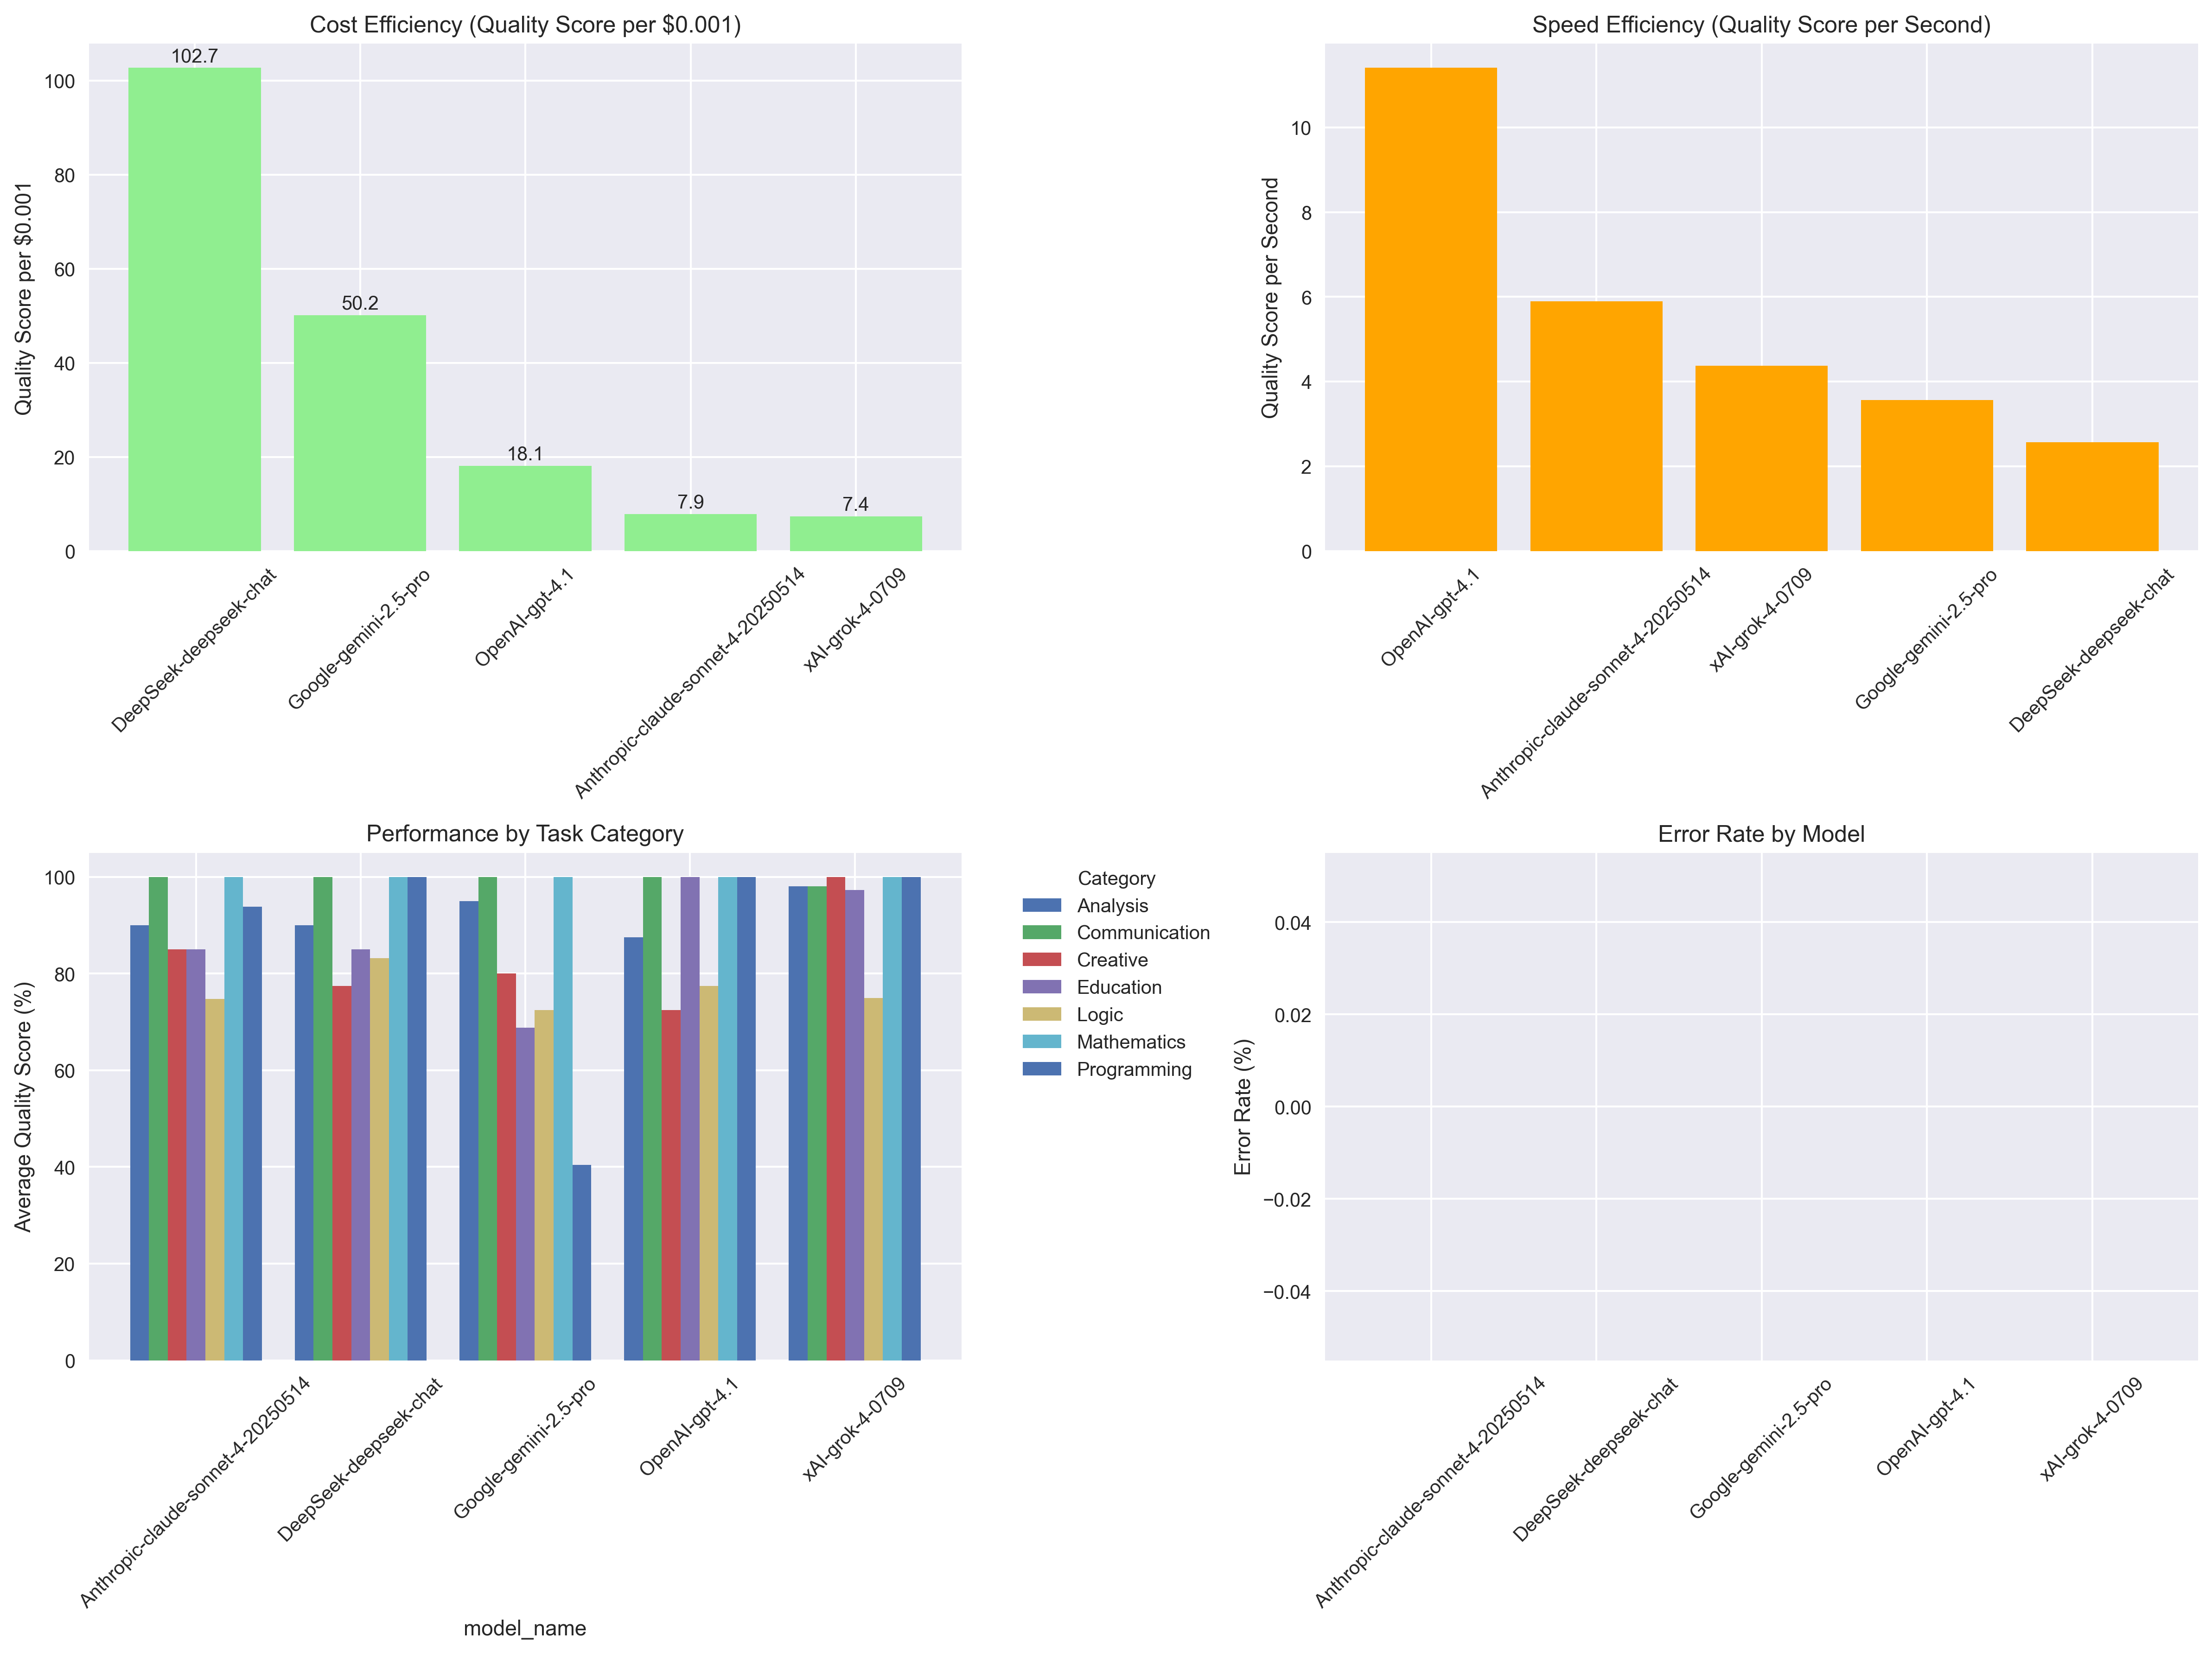 Cost Efficiency (Quality Score per $0.001)
Quality Score per $0.001
100
80
60
40
20
0
102.7
50.2
18.1
7.9
7.4
DeepSeek-deepseek-chat
Google-gemini-2.5-pro
OpenAI-gpt-4.1
Anthropic-claude-sonnet-4-20250514
xAI-grok-4-0709
Speed Efficiency (Quality Score per Second)
Quality Score per Second
10
8
6
4
2
0
OpenAI-gpt-4.1
Anthropic-claude-sonnet-4-20250514
xAI-grok-4-0709
Google-gemini-2.5-pro
DeepSeek-deepseek-chat
Performance by Task Category
Average Quality Score (%)
100
80
60
40
20
0
Anthropic-claude-sonnet-4-20250514
DeepSeek-deepseek-chat
Google-gemini-2.5-pro
OpenAI-gpt-4.1
xAI-grok-4-0709
model_name
Category
Analysis
Communication
Creative
Education
Logic
Mathematics
Programming
Error Rate by Model
Error Rate (%)
0.04
0.02
0.00
−0.02
−0.04
Anthropic-claude-sonnet-4-20250514
DeepSeek-deepseek-chat
Google-gemini-2.5-pro
OpenAI-gpt-4.1
xAI-grok-4-0709